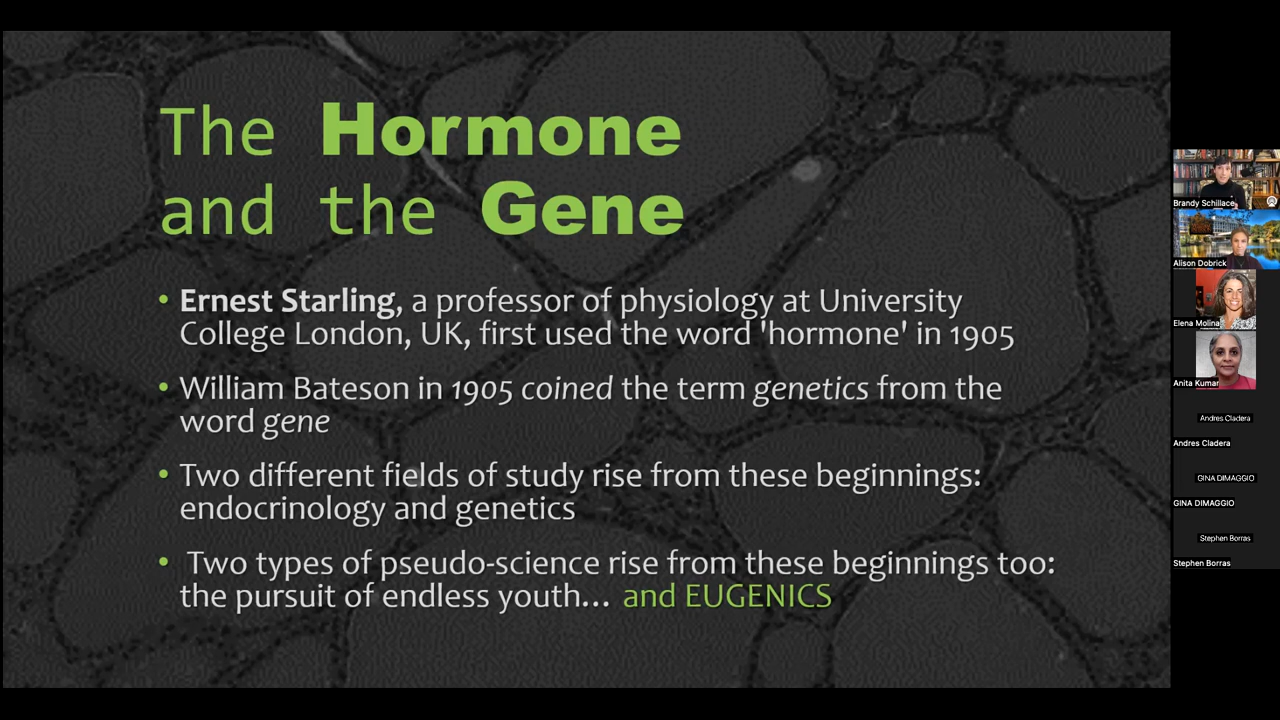 The Hormone
and the Gene
• Ernest Starling, a professor of physiology at University
College London, UK, first used the word 'hormone' in 1905
• William Bateson in 1905 coined the term genetics from the
word gene
• Two different fields of study rise from these beginnings:
endocrinology and genetics
• Two types of pseudo-science rise from these beginnings too:
the pursuit of endless youth... and EUGENICS
Brandy Schillace
Alison Dobrick
Elena Molina
Anita Kumar
Andres Cladera
Andres Cladera
GINA DIMAGGIO
GINA DIMAGGIO
Stephen Borras
Stephen Borras